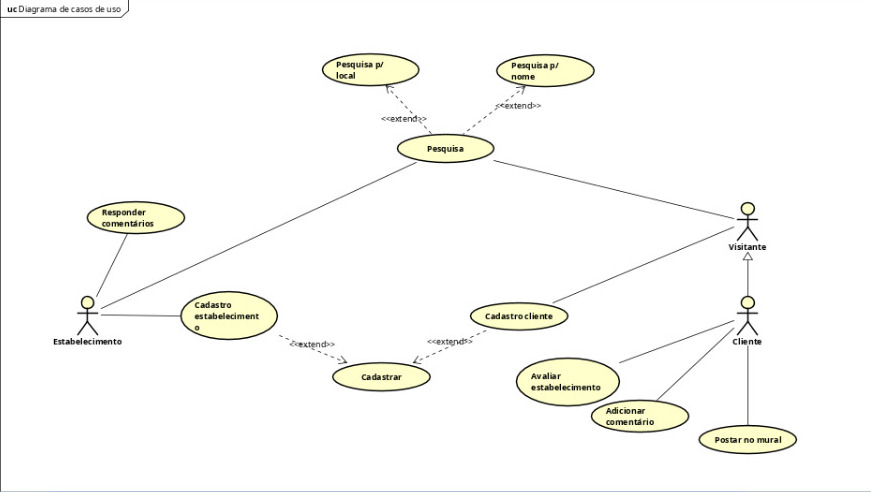 uc Diagrama de casos de uso
Pesquisa p/
local
Pesquisa p/
nome
<<extend>>
<<extend>>
Pesquisa
Responder
comentários
Visitante
Cadastro
estabeleciment
o
Cadastro cliente
Estabelecimento
Cliente
<<extend>>
<<extend>>
Cadastrar
Avaliar
estabelecimento
Adicionar
comentário
Postar no mural